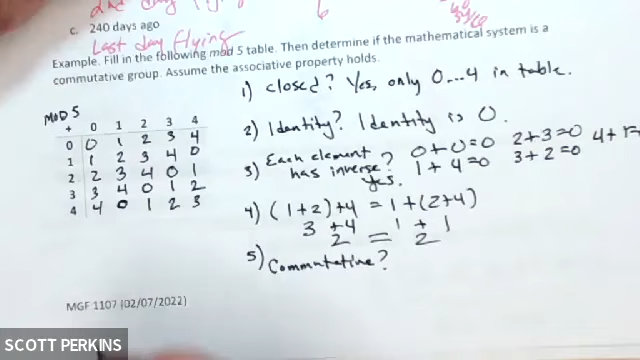 2nd day flying
6
c. 240 days ago
Last day flying
Example. Fill in the following mod 5 table. Then determine if the mathematical system is a
commutative group. Assume the associative property holds.
MOD 5
+ 0 1 2 3 4
0 0 1 2 3 4
1 1 2 3 4 0
2 2 3 4 0 1
3 3 4 0 1 2
4 4 0 1 2 3
1) Closed? Yes, only 0...4 in table.
2) Identity? Identity is 0.
3) Each element has inverse? Yes.
0+0=0 2+3=0
1+4=0 3+2=0
4+1=
4) (1+2)+4 = 1+(2+4)
3 + 4 1 + 1
2 = 2
5) Commutative?
MGF 1107 (02/07/2022)
SCOTT PERKINS